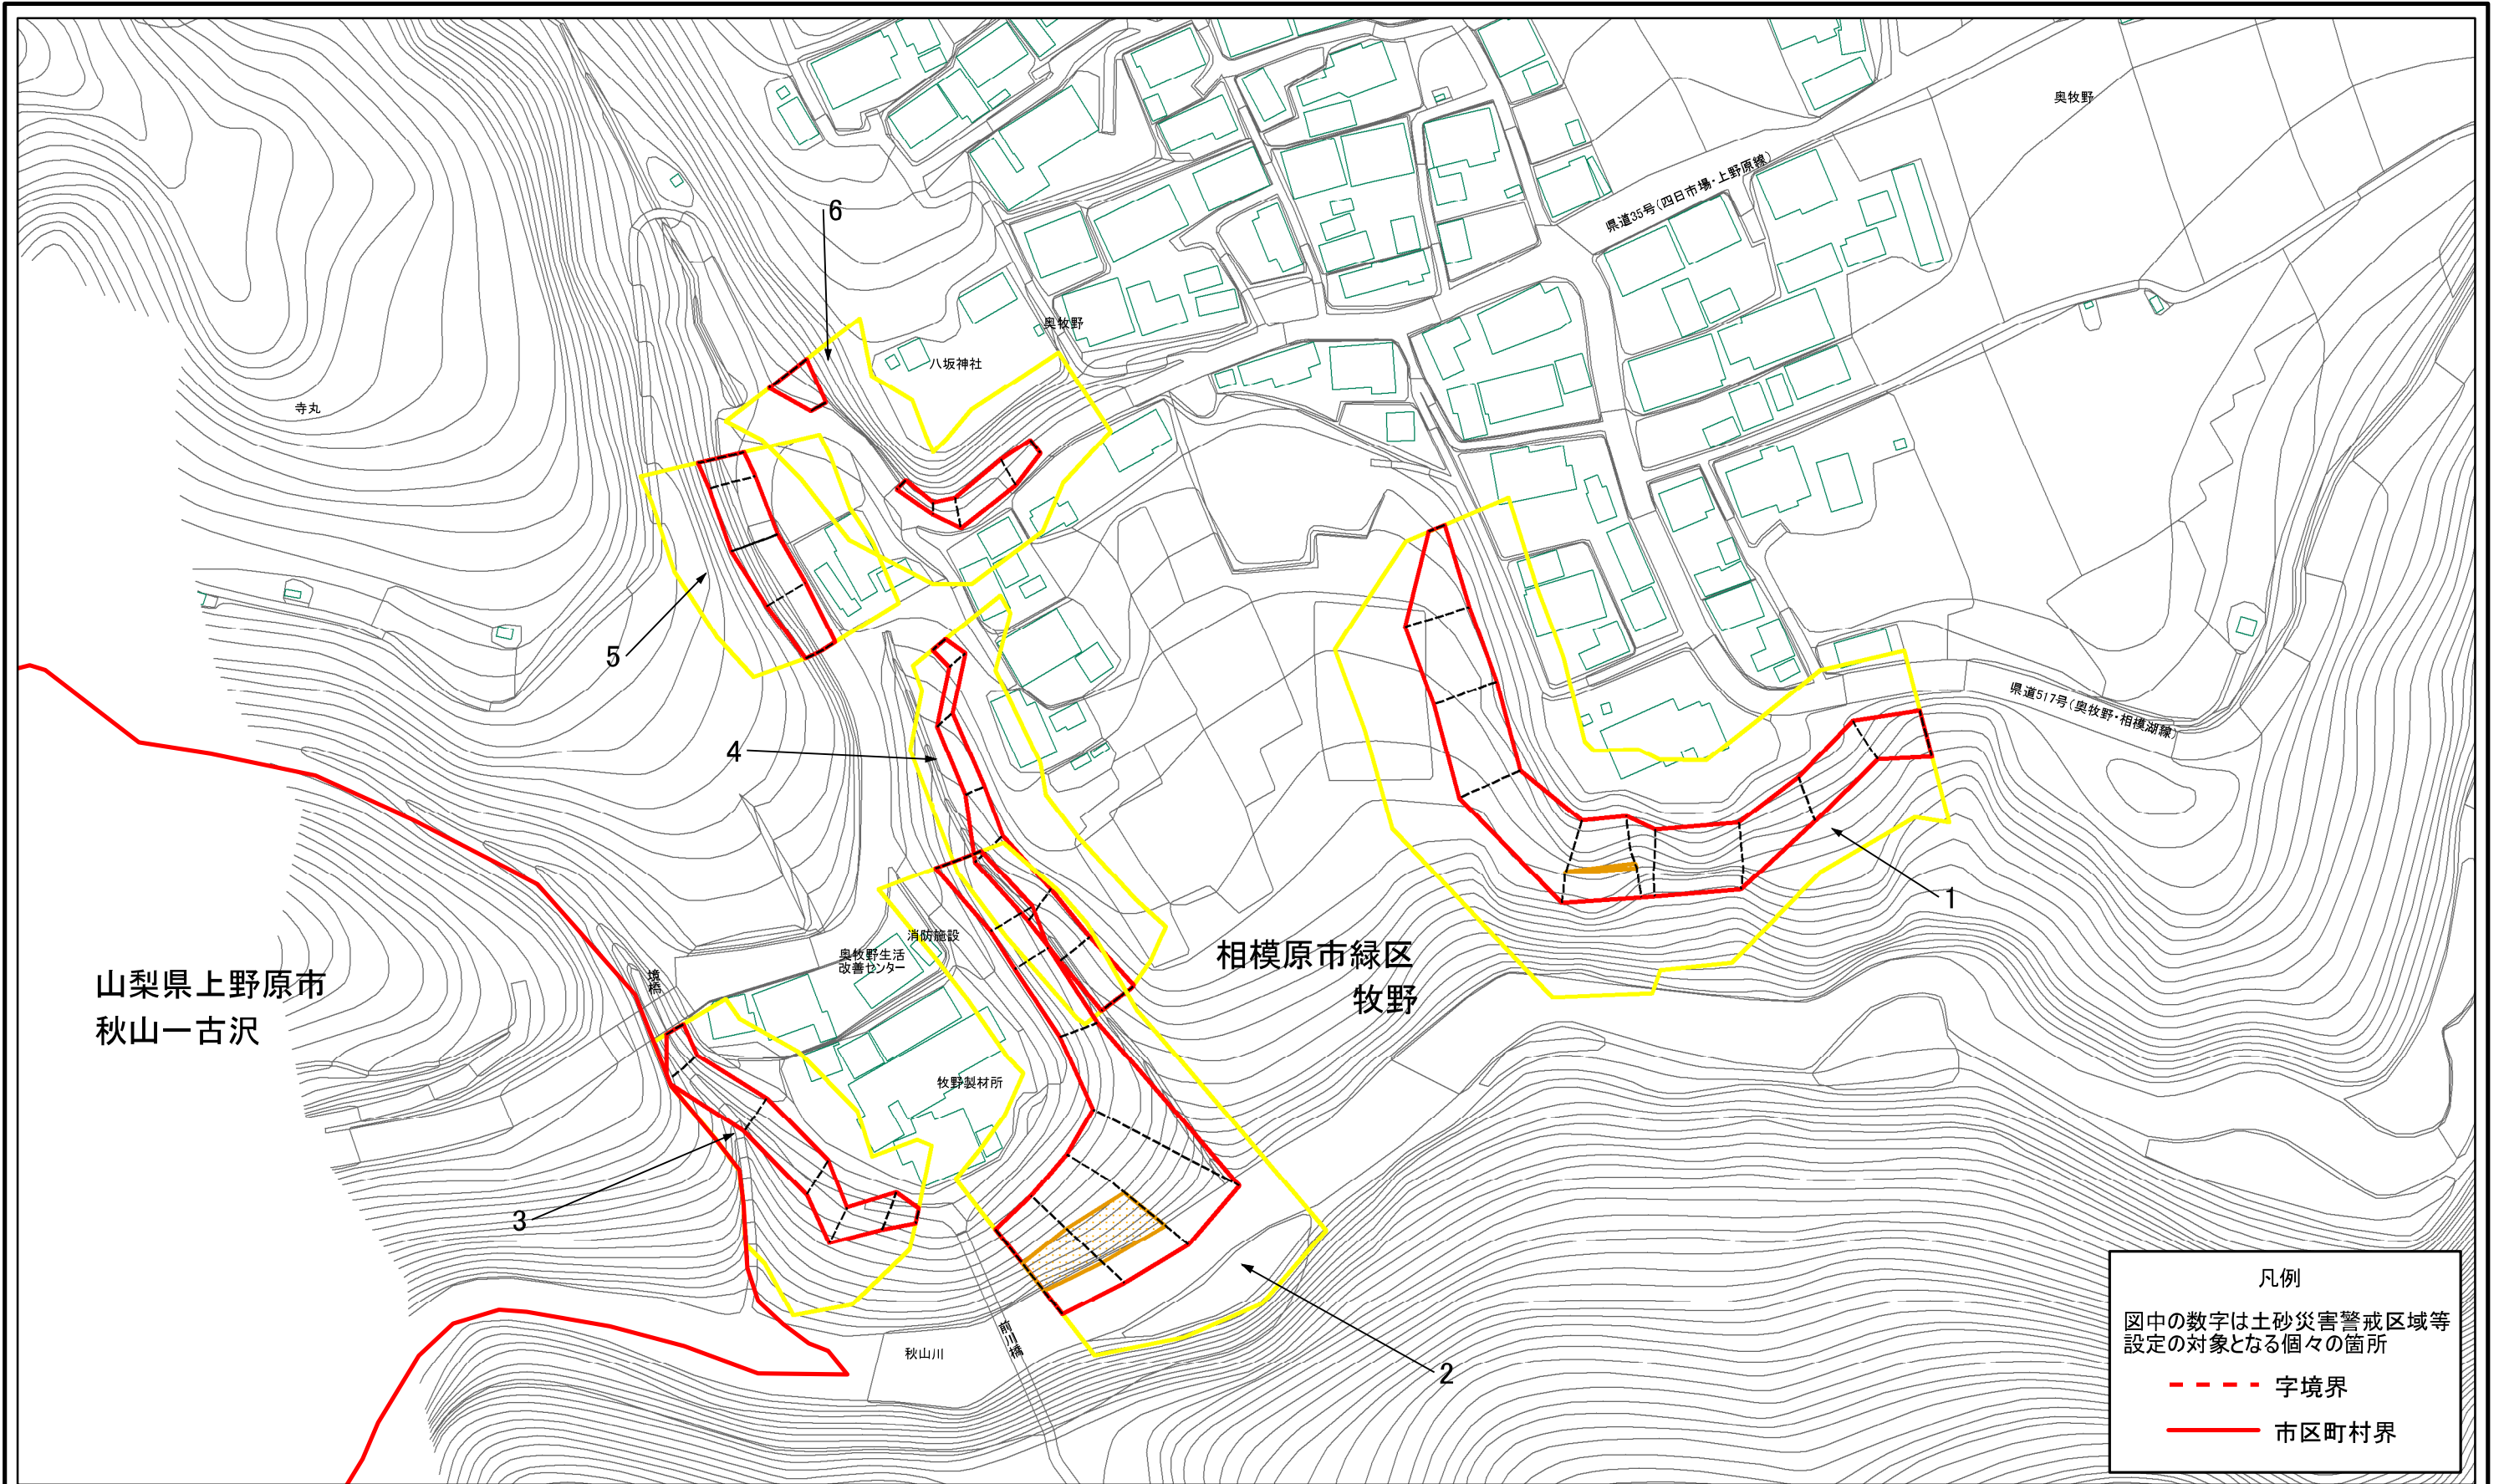 奥牧野
県道35号(四日市場・上野原線)
6
奥牧野
八坂神社
寺丸
5
県道517号(奥牧野・相模湖線)
4
1
消防施設
奥牧野生活
改善センター
相模原市緑区
牧野
山梨県上野原市
秋山一古沢
境橋
牧野製材所
3
2
前川橋
秋山川
凡例
図中の数字は土砂災害警戒区域等
設定の対象となる個々の箇所
字境界
市区町村界